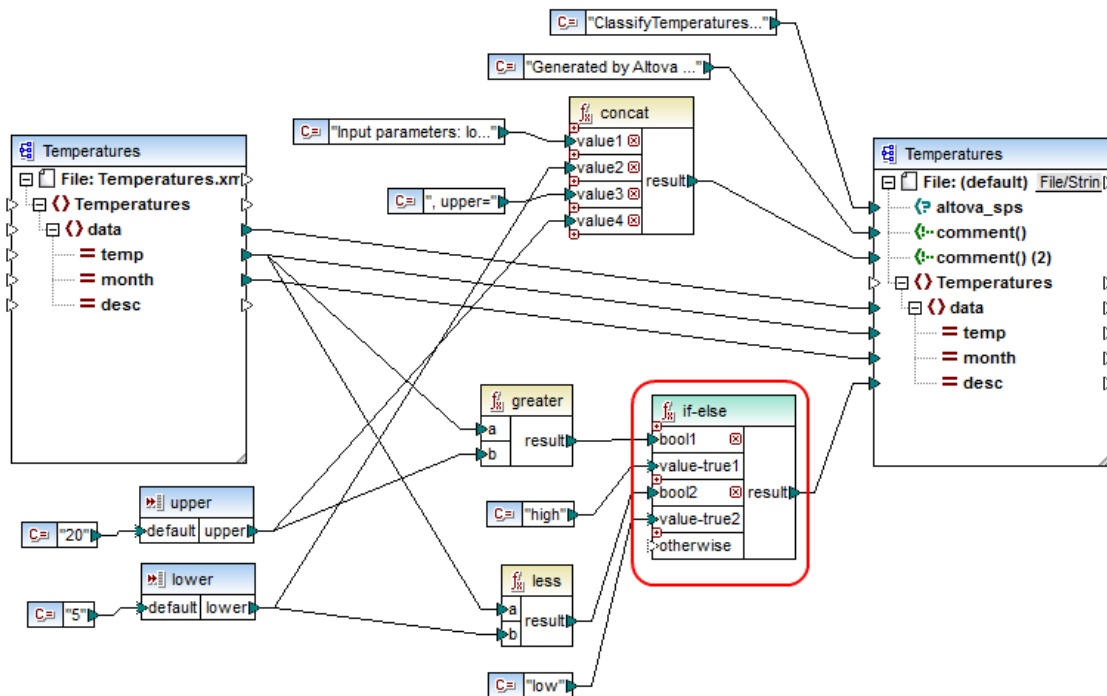 C= "ClassifyTemperatures..."
C= "Generated by Altova ..."
concat
C= "Input parameters: lo..."
value1
value2
result
C= ", upper="
value3
value4
Temperatures
File: Temperatures.xm
Temperatures
data
temp
month
desc
Temperatures
File: (default) File/Strin
altova_sps
comment()
comment() (2)
Temperatures
data
temp
month
desc
greater
a
result
b
if-else
bool1
value-true1
bool2
result
value-true2
otherwise
C= "high"
upper
C= "20"
default upper
lower
C= "5"
default lower
less
a
result
b
C= "low"